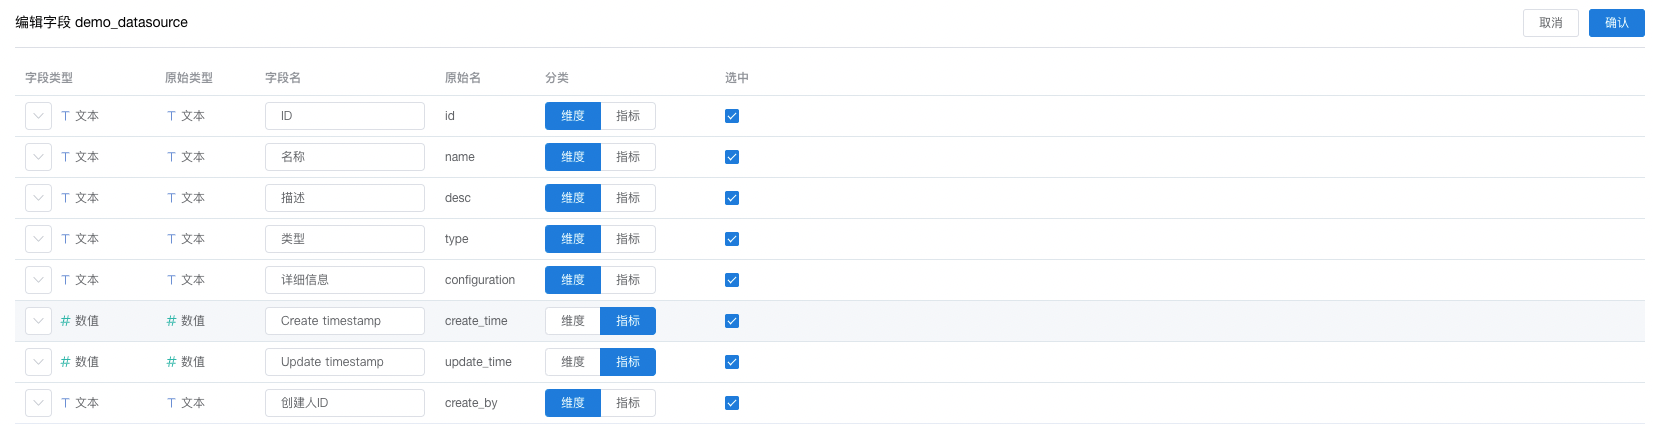 编辑字段 demo_datasource 取消 确认
字段类型 原始类型 字段名 原始名 分类 选中
T 文本 T 文本 ID id 维度 指标
T 文本 T 文本 名称 name 维度 指标
T 文本 T 文本 描述 desc 维度 指标
T 文本 T 文本 类型 type 维度 指标
T 文本 T 文本 详细信息 configuration 维度 指标
# 数值 # 数值 Create timestamp create_time 维度 指标
# 数值 # 数值 Update timestamp update_time 维度 指标
T 文本 T 文本 创建人ID create_by 维度 指标